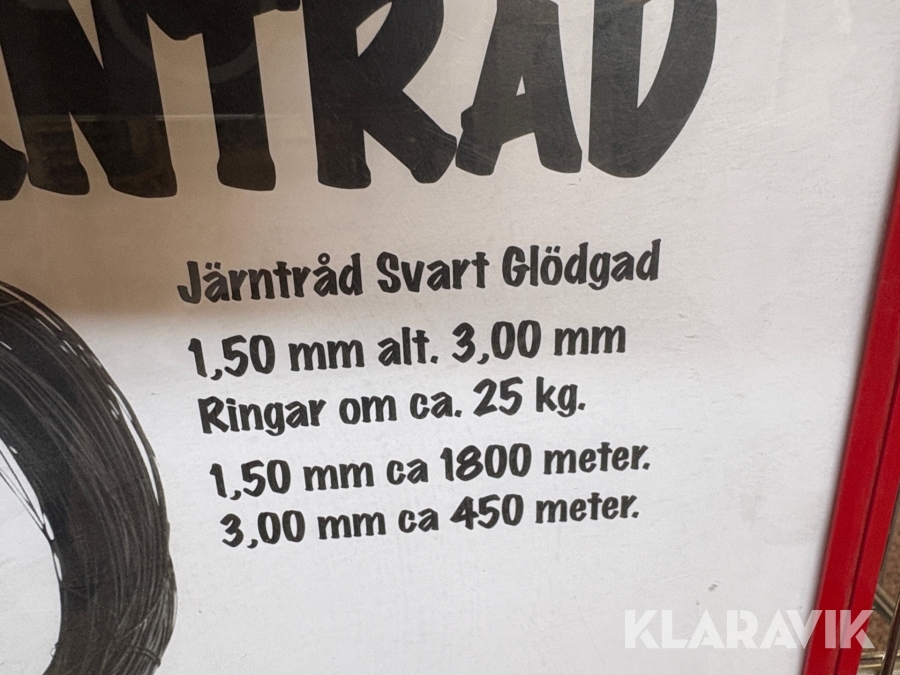 Järntråd Svart Glödgad
1,50 mm alt. 3,00 mm
Ringar om ca. 25 kg.
1,50 mm ca 1800 meter.
3,00 mm ca 450 meter.
KLARAVIK